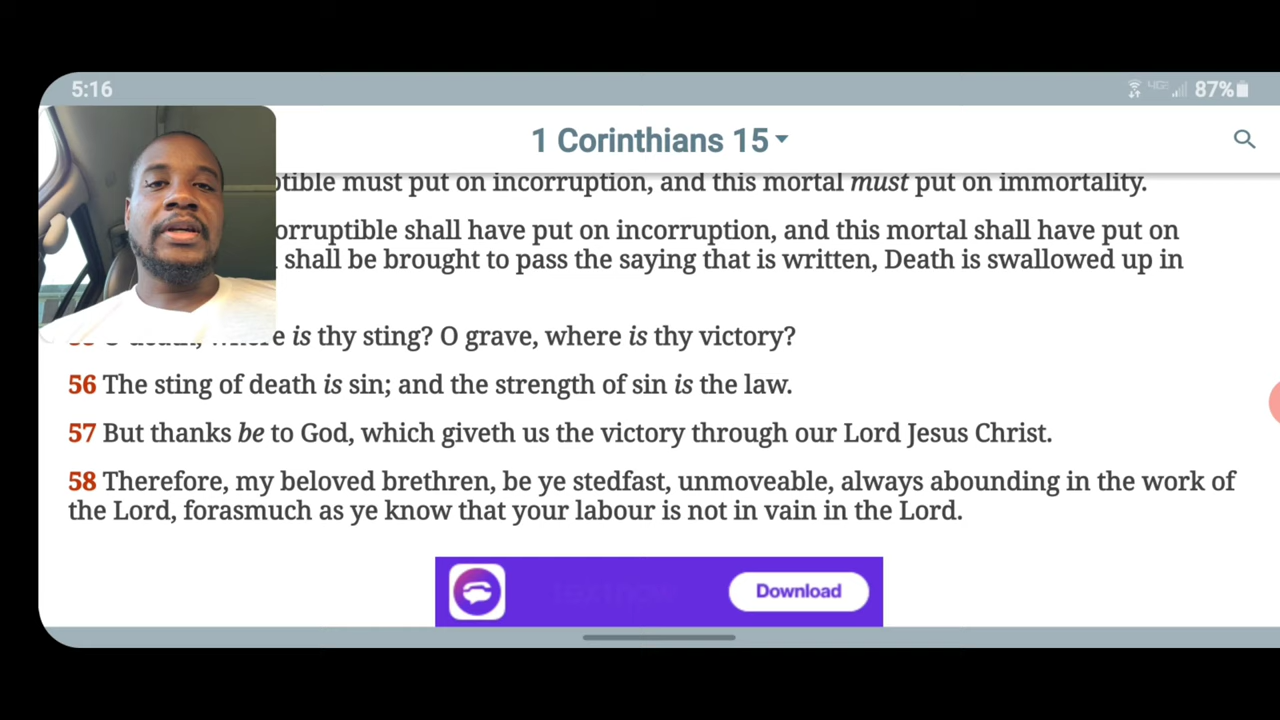 5:16
4GE 87%
1 Corinthians 15
ptible must put on incorruption, and this mortal must put on immortality.
orruptible shall have put on incorruption, and this mortal shall have put on
shall be brought to pass the saying that is written, Death is swallowed up in
is thy sting? O grave, where is thy victory?
56 The sting of death is sin; and the strength of sin is the law.
57 But thanks be to God, which giveth us the victory through our Lord Jesus Christ.
58 Therefore, my beloved brethren, be ye stedfast, unmoveable, always abounding in the work of
the Lord, forasmuch as ye know that your labour is not in vain in the Lord.
Download